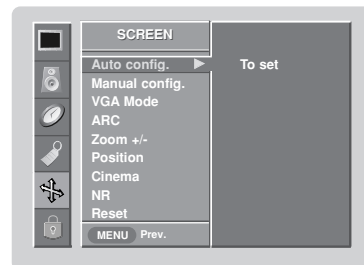 SCREEN
Auto config. ▶ To set
Manual config.
VGA Mode
ARC
Zoom +/-
Position
Cinema
NR
Reset
MENU Prev.